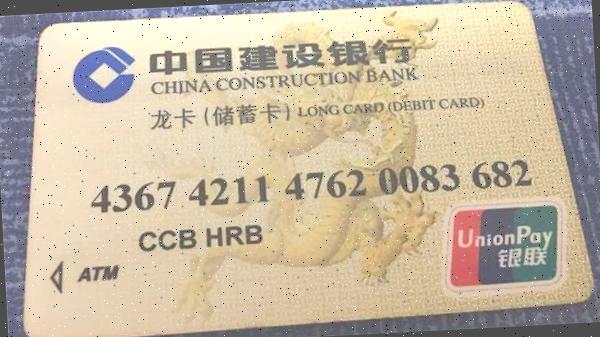 中国建设银行
CHINA CONSTRUCTION BANK
龙卡(储蓄卡) LONG CARD (DEBIT CARD)
4367 4211 4762 0083 682
CCB HRB
ATM
UnionPay
银联